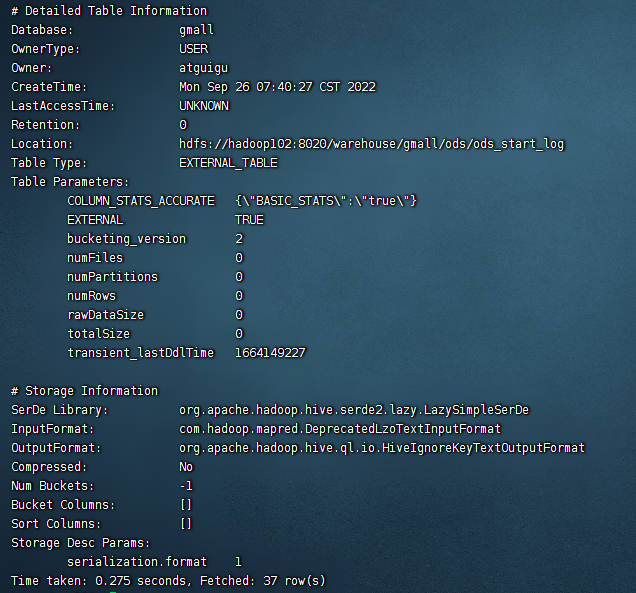 # Detailed Table Information
Database: gmall
OwnerType: USER
Owner: atguigu
CreateTime: Mon Sep 26 07:40:27 CST 2022
LastAccessTime: UNKNOWN
Retention: 0
Location: hdfs://hadoop102:8020/warehouse/gmall/ods/ods_start_log
Table Type: EXTERNAL_TABLE
Table Parameters:
COLUMN_STATS_ACCURATE {\"BASIC_STATS\":\"true\"}
EXTERNAL TRUE
bucketing_version 2
numFiles 0
numPartitions 0
numRows 0
rawDataSize 0
totalSize 0
transient_lastDdlTime 1664149227
# Storage Information
SerDe Library: org.apache.hadoop.hive.serde2.lazy.LazySimpleSerDe
InputFormat: com.hadoop.mapred.DeprecatedLzoTextInputFormat
OutputFormat: org.apache.hadoop.hive.ql.io.HiveIgnoreKeyTextOutputFormat
Compressed: No
Num Buckets: -1
Bucket Columns: []
Sort Columns: []
Storage Desc Params:
serialization.format 1
Time taken: 0.275 seconds, Fetched: 37 row(s)